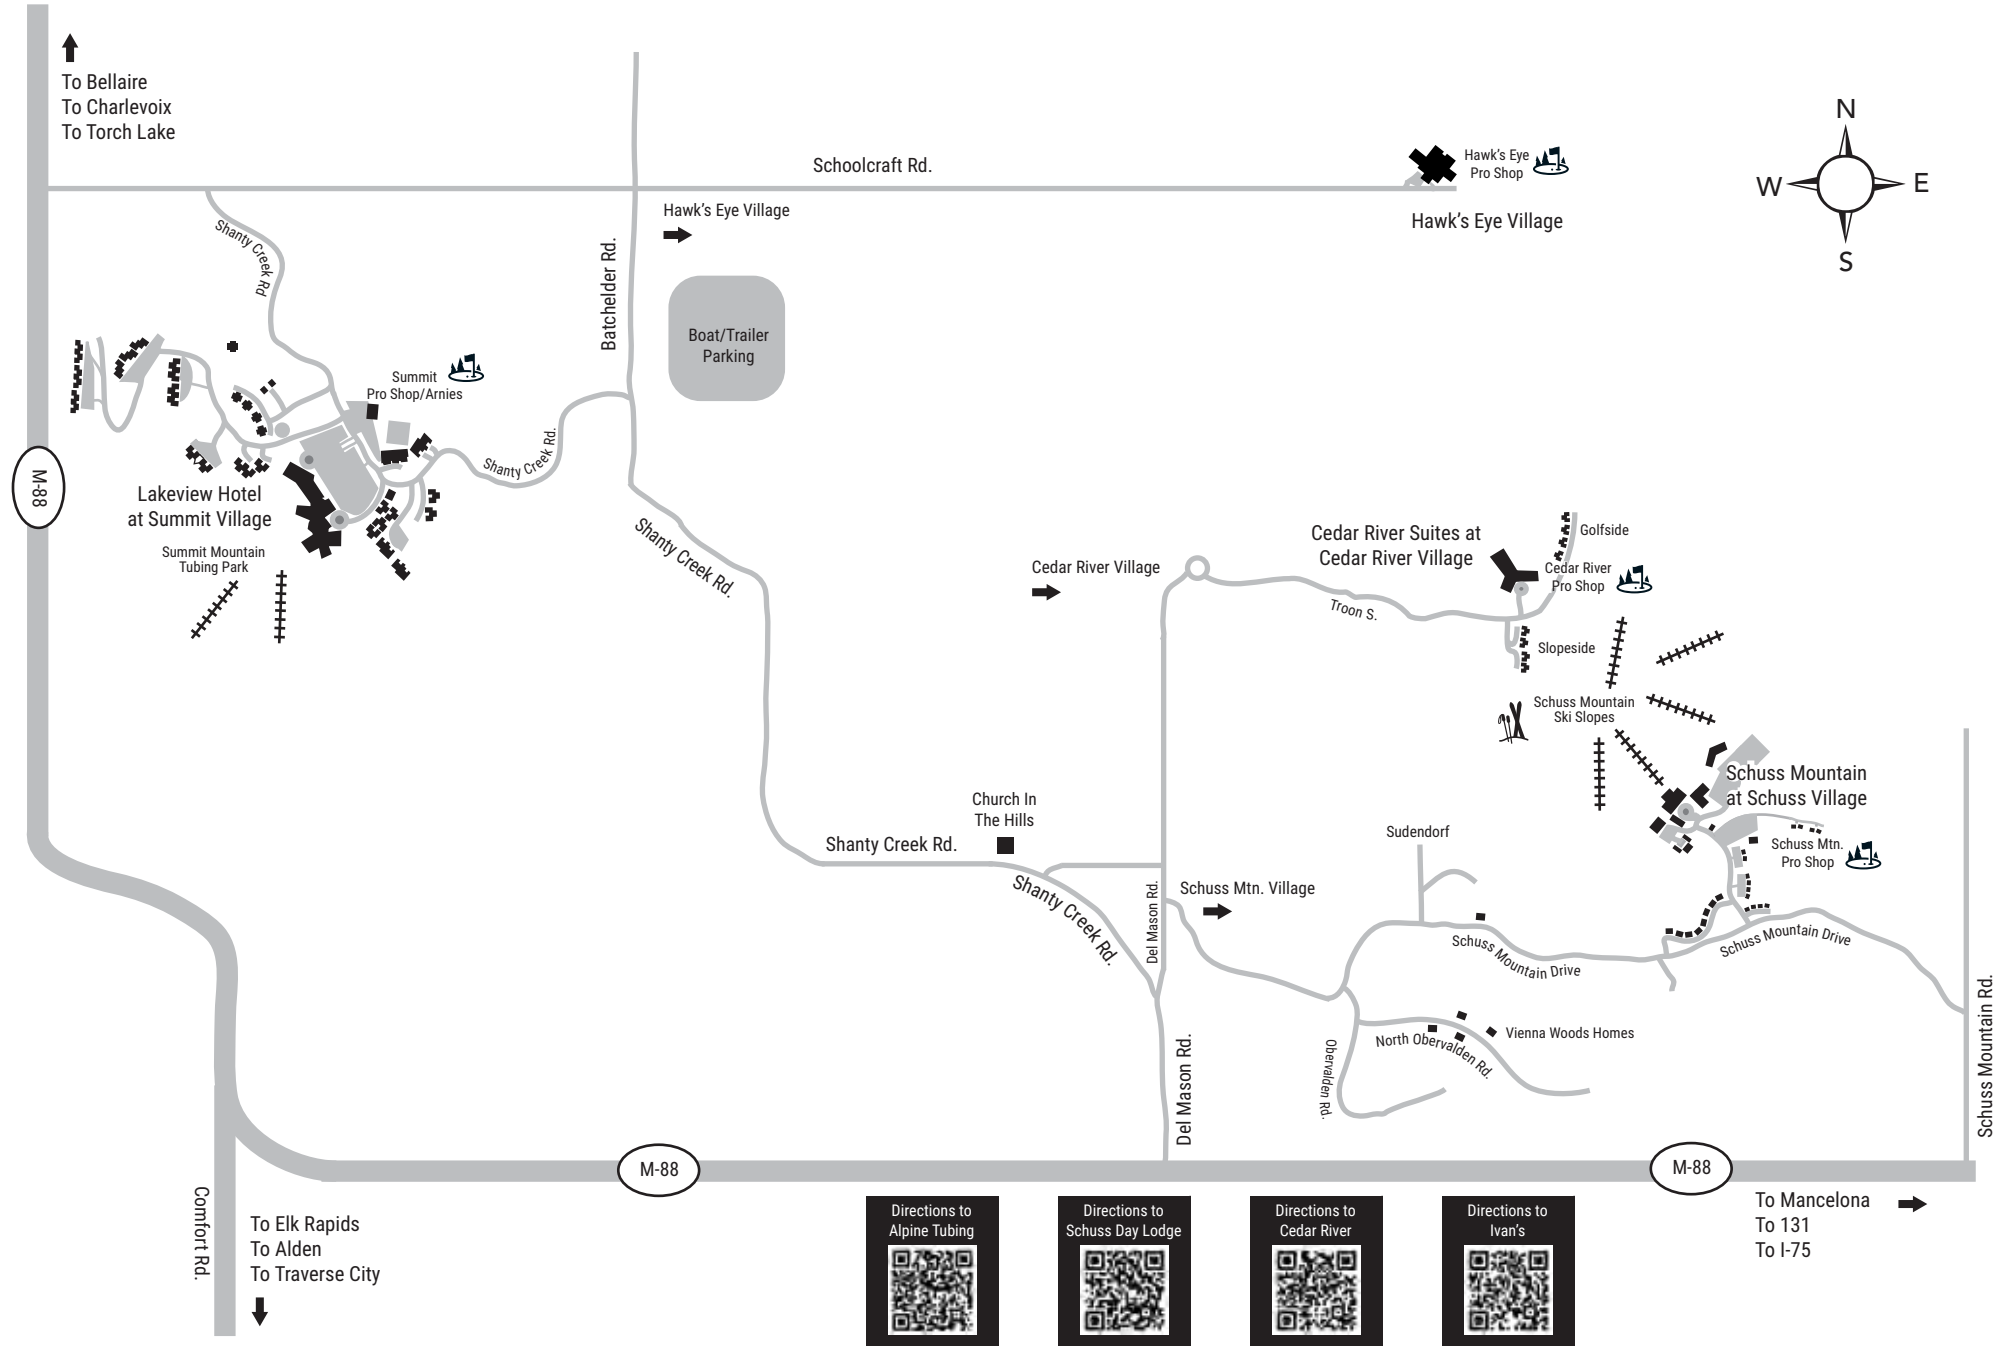 To Bellaire
To Charlevoix
To Torch Lake
Schoolcraft Rd.
Hawk's Eye
Pro Shop
Hawk's Eye Village
N
W
E
S
Shanty Creek Rd
Batchelder Rd.
Hawk's Eye Village
Boat/Trailer
Parking
Summit
Pro Shop/Arnies
Shanty Creek Rd.
M-88
Lakeview Hotel
at Summit Village
Summit Mountain
Tubing Park
Shanty Creek Rd.
Cedar River Village
Cedar River Suites at
Cedar River Village
Golfside
Cedar River
Pro Shop
Troon S.
Slopeside
Schuss Mountain
Ski Slopes
Schuss Mountain
at Schuss Village
Schuss Mtn.
Pro Shop
Church In
The Hills
Shanty Creek Rd.
Shanty Creek Rd.
Del Mason Rd.
Schuss Mtn. Village
Sudendorf
Schuss Mountain Drive
Schuss Mountain Drive
Schuss Mountain Rd.
Vienna Woods Homes
North Obervalden Rd.
Obervalden Rd.
Del Mason Rd.
M-88
M-88
Comfort Rd.
To Elk Rapids
To Alden
To Traverse City
Directions to
Alpine Tubing
Directions to
Schuss Day Lodge
Directions to
Cedar River
Directions to
Ivan's
To Mancelona
To 131
To I-75